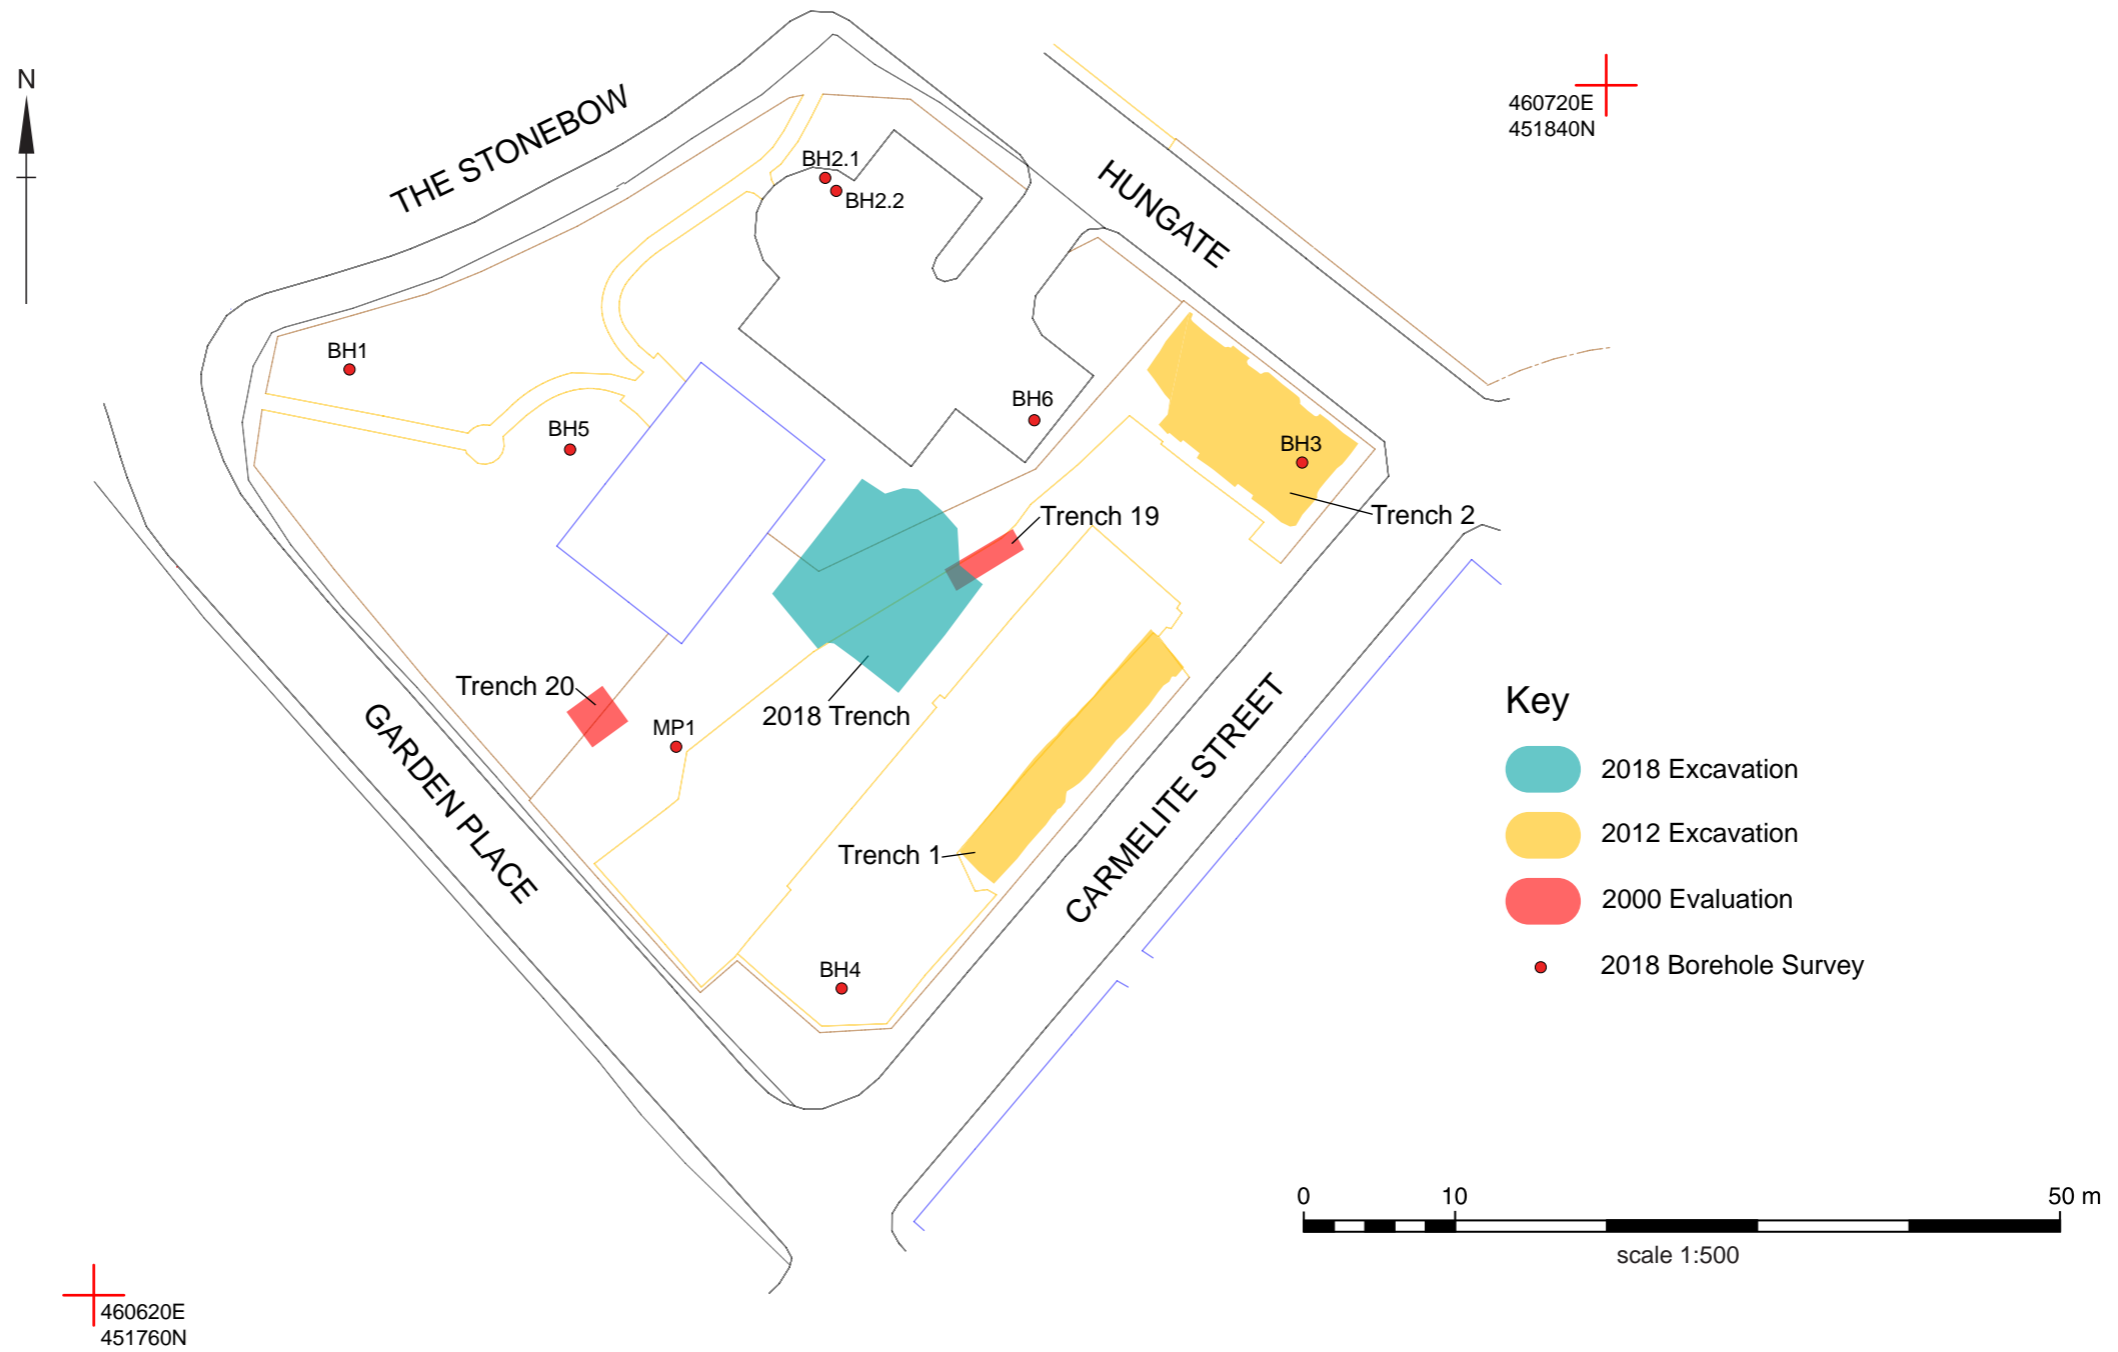 N
THE STONEBOW
460720E
451840N
HUNGATE
BH2.1
BH2.2
BH1
BH5
BH6
BH3
Trench 2
Trench 19
Trench 20
MP1
2018 Trench
GARDEN PLACE
Trench 1
CARMELITE STREET
BH4
Key
2018 Excavation
2012 Excavation
2000 Evaluation
2018 Borehole Survey
0 10 50 m
scale 1:500
460620E
451760N